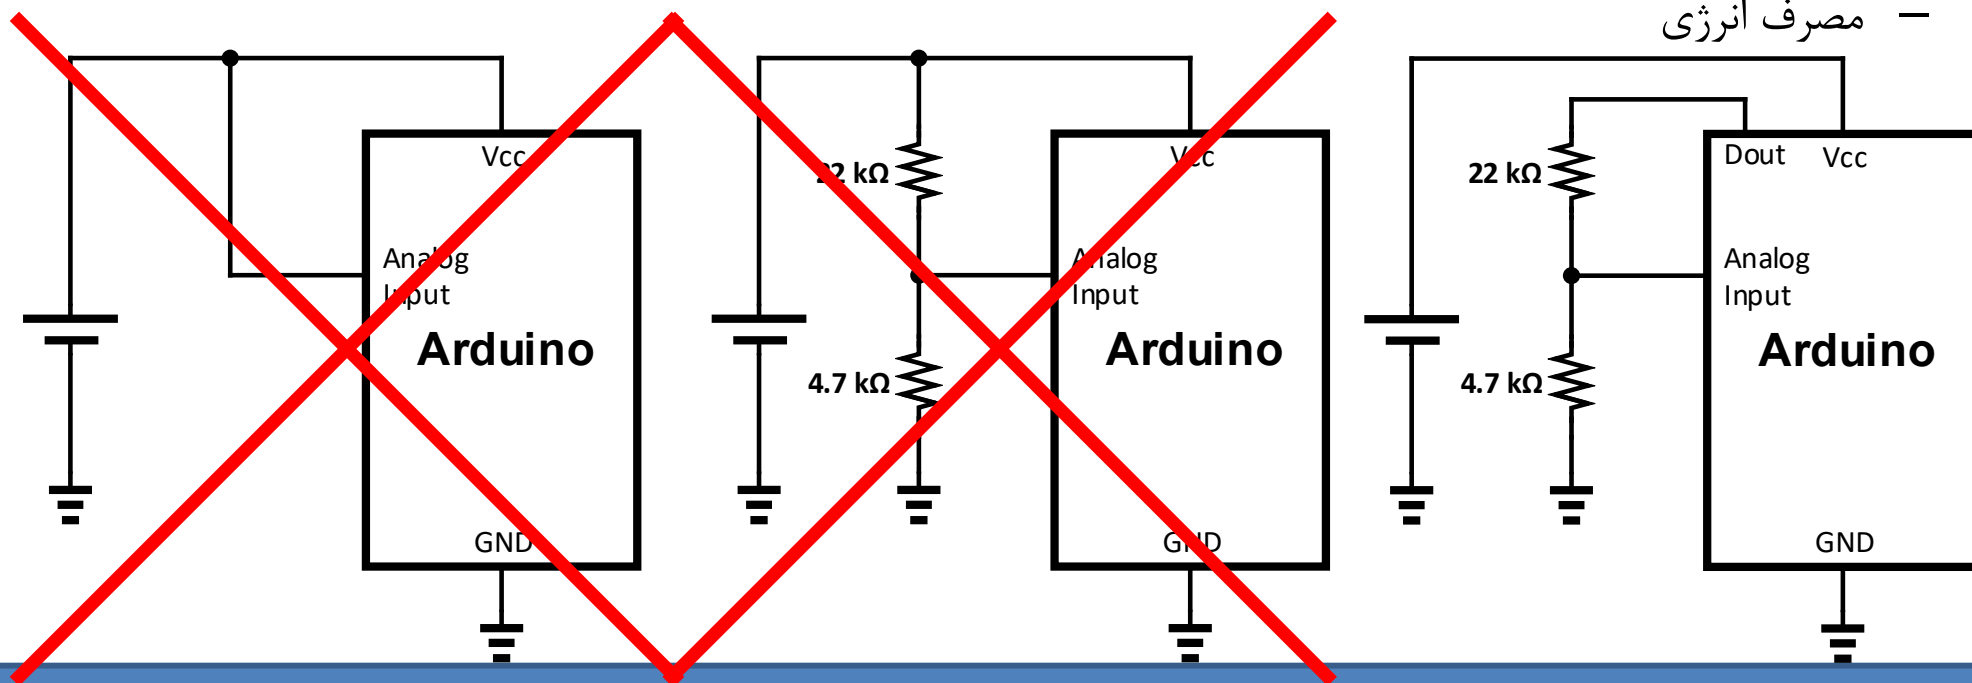 – مصرف انرژی
Vcc
22 kΩ
Analog
Input
Arduino
4.7 kΩ
GND
Vcc
Analog
Input
Arduino
GND
Dout Vcc
22 kΩ
Analog
Input
Arduino
4.7 kΩ
GND